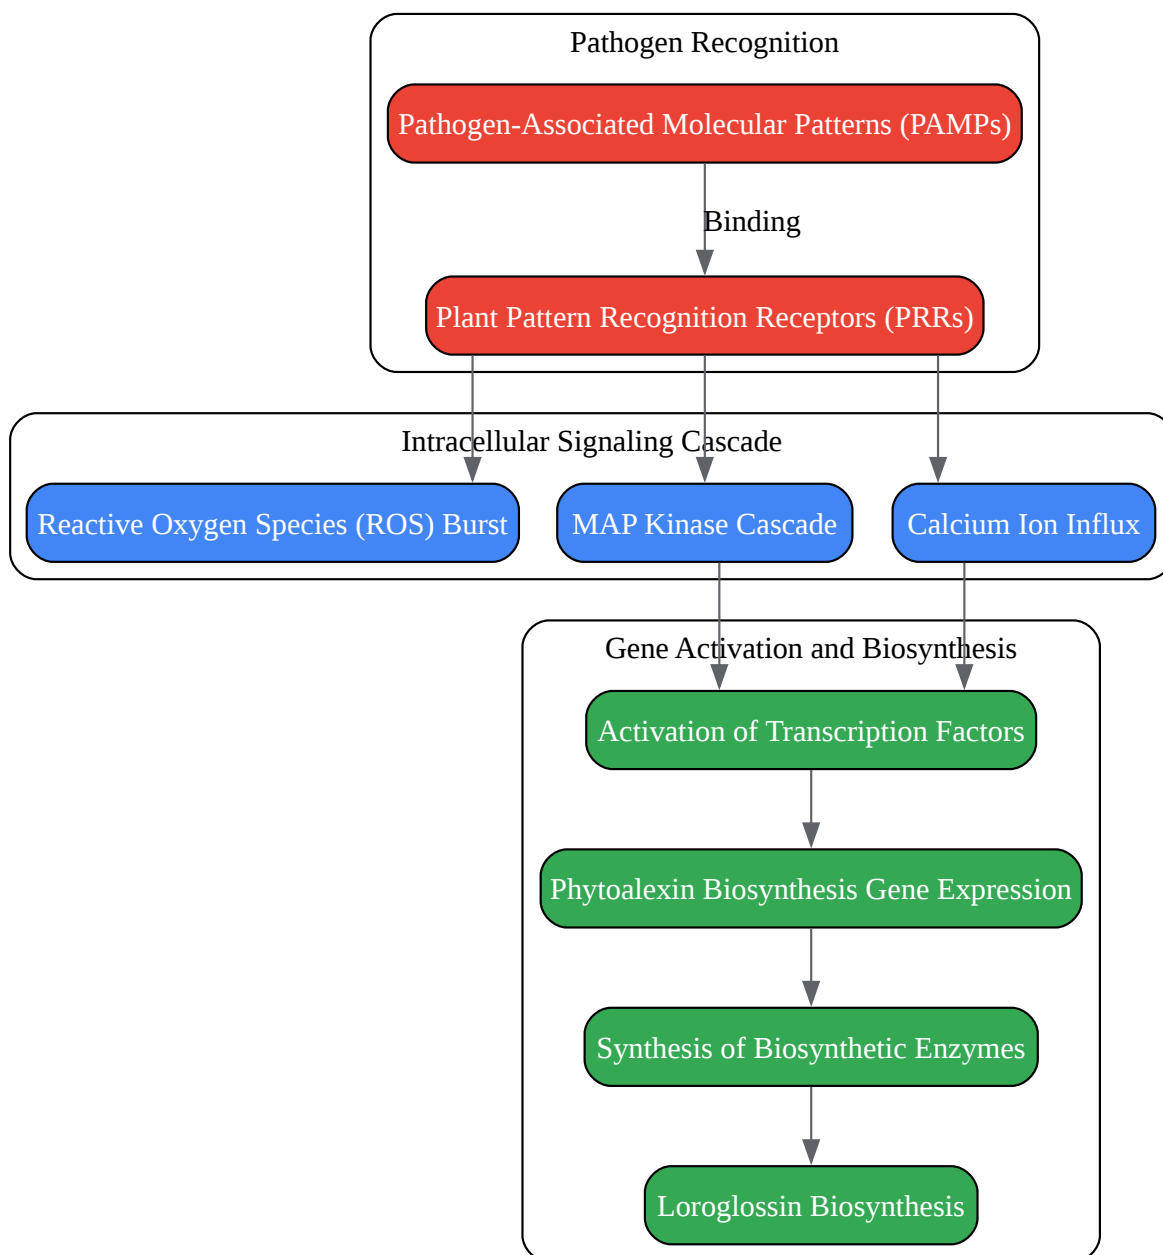 Pathogen Recognition
Pathogen-Associated Molecular Patterns (PAMPs)
Binding
Plant Pattern Recognition Receptors (PRRs)
Intracellular Signaling Cascade
Reactive Oxygen Species (ROS) Burst
MAP Kinase Cascade
Calcium Ion Influx
Gene Activation and Biosynthesis
Activation of Transcription Factors
Phytoalexin Biosynthesis Gene Expression
Synthesis of Biosynthetic Enzymes
Loroglossin Biosynthesis